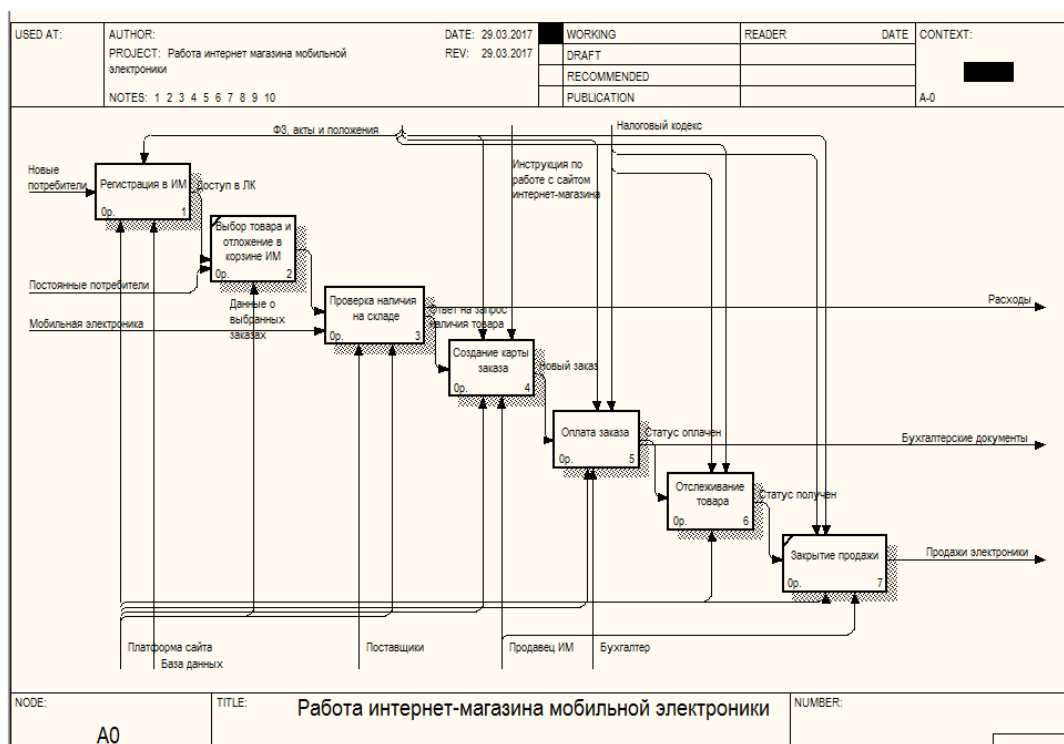 USED AT:
AUTHOR:
DATE: 29.03.2017
WORKING
READER
DATE
CONTEXT:
PROJECT: Работа интернет магазина мобильной
электроники
REV: 29.03.2017
DRAFT
RECOMMENDED
NOTES: 1 2 3 4 5 6 7 8 9 10
PUBLICATION
A-0
ФЗ, акты и положения
Налоговый кодекс
Инструкция по
работе с сайтом
интернет-магазина
Новые
потребители
Регистрация в ИМ
0р.
1
Доступ в ЛК
Выбор товара и
отложение в
корзине ИМ
0р.
2
Постоянные потребители
Данные о
выбранных
заказах
Мобильная электроника
Проверка наличия
на складе
0р.
3
Ответ на запрос
наличия товара
Расходы
Создание карты
заказа
0р.
4
Новый заказ
Оплата заказа
0р.
5
Статус оплачен
Бухгалтерские документы
Отслеживание
товара
0р.
6
Статус получен
Закрытие продажи
0р.
7
Продажи электроники
Платформа сайта
База данных
Поставщики
Продавец ИМ
Бухгалтер
NODE:
A0
TITLE:
Работа интернет-магазина мобильной электроники
NUMBER: